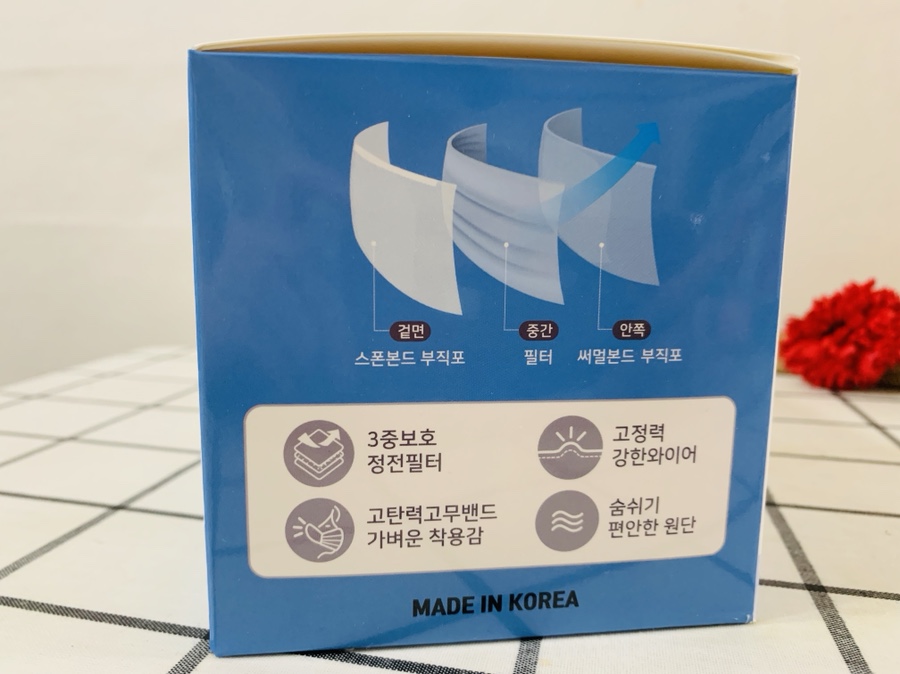 겉면
스폰본드 부직포
중간
필터
안쪽
써멀본드 부직포
3중보호
정전필터
고정력
강한와이어
고탄력고무밴드
가벼운 착용감
숨쉬기
편안한 원단
MADE IN KOREA